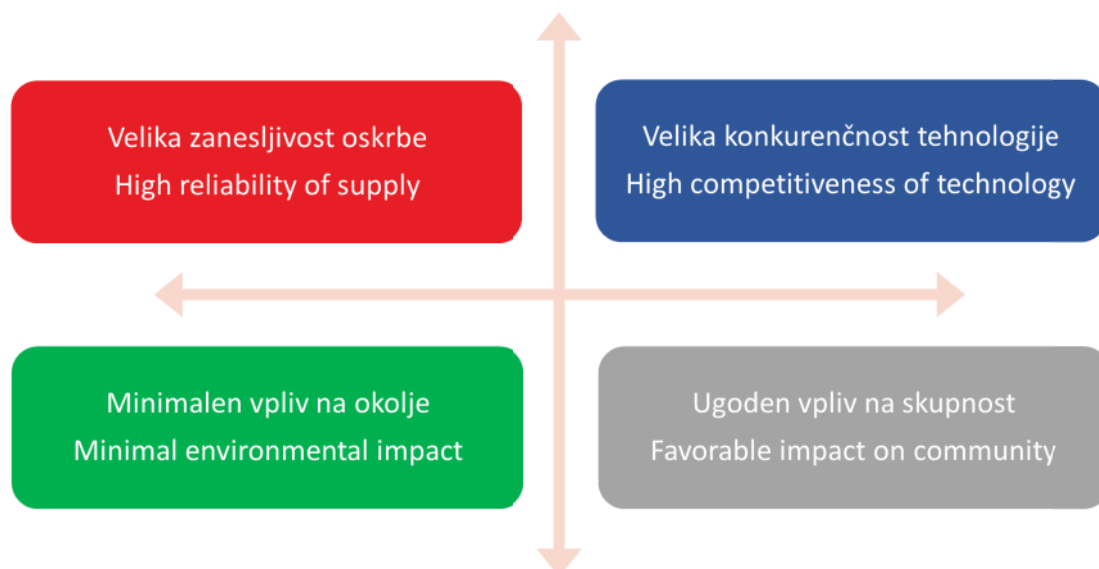 Velika zanesljivost oskrbe
High reliability of supply
Velika konkurenčnost tehnologije
High competitiveness of technology
Minimalen vpliv na okolje
Minimal environmental impact
Ugoden vpliv na skupnost
Favorable impact on community